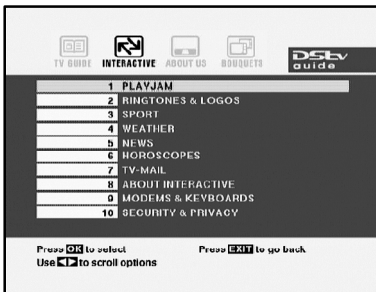 TV GUIDE INTERACTIVE ABOUT US BOUQUETS
DStv
guide
1 PLAYJAM
2 RINGTONES & LOGOS
3 SPORT
4 WEATHER
5 NEWS
6 HOROSCOPES
7 TV-MAIL
8 ABOUT INTERACTIVE
9 MODEMS & KEYBOARDS
10 SECURITY & PRIVACY
Press OK to select Press EXIT to go back
Use to scroll options